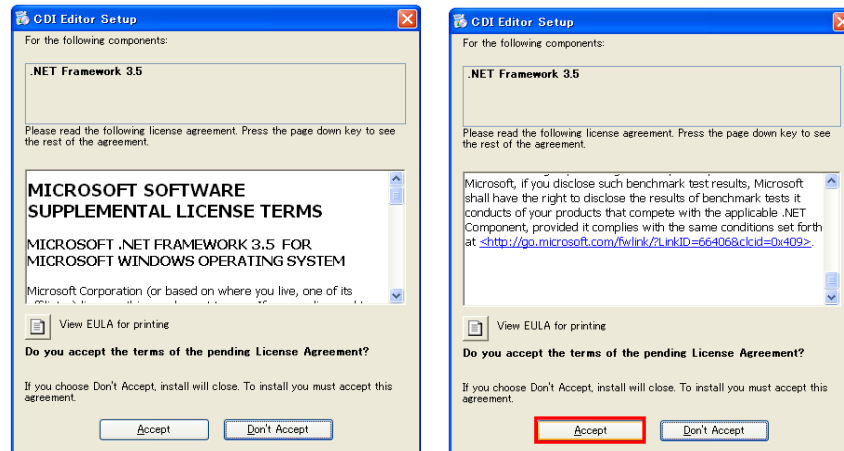 CDI Editor Setup
For the following components:
.NET Framework 3.5
Please read the following license agreement. Press the page down key to see
the rest of the agreement.
MICROSOFT SOFTWARE
SUPPLEMENTAL LICENSE TERMS
MICROSOFT .NET FRAMEWORK 3.5 FOR
MICROSOFT WINDOWS OPERATING SYSTEM
Microsoft Corporation (or based on where you live, one of its
View EULA for printing
Do you accept the terms of the pending License Agreement?
If you choose Don't Accept, install will close. To install you must accept this
agreement.
Accept
Don't Accept
CDI Editor Setup
For the following components:
.NET Framework 3.5
Please read the following license agreement. Press the page down key to see
the rest of the agreement.
Microsoft, if you disclose such benchmark test results, Microsoft
shall have the right to disclose the results of benchmark tests it
conducts of your products that compete with the applicable .NET
Component, provided it complies with the same conditions set forth
at <http://go.microsoft.com/fwlink/?LinkID=66406&clcid=0x409>.
View EULA for printing
Do you accept the terms of the pending License Agreement?
If you choose Don't Accept, install will close. To install you must accept this
agreement.
Accept
Don't Accept